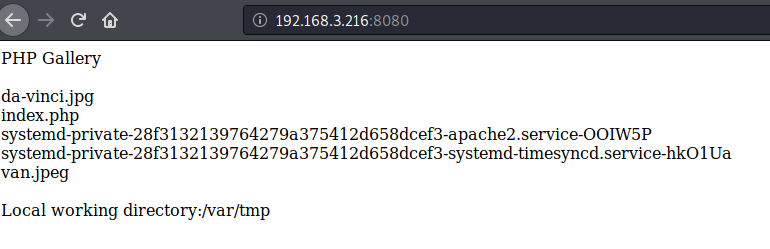 192.168.3.216:8080
PHP Gallery
da-vinci.jpg
index.php
systemd-private-28f3132139764279a375412d658dcef3-apache2.service-OOIW5P
systemd-private-28f3132139764279a375412d658dcef3-systemd-timesyncd.service-hkO1Ua
van.jpeg
Local working directory:/var/tmp